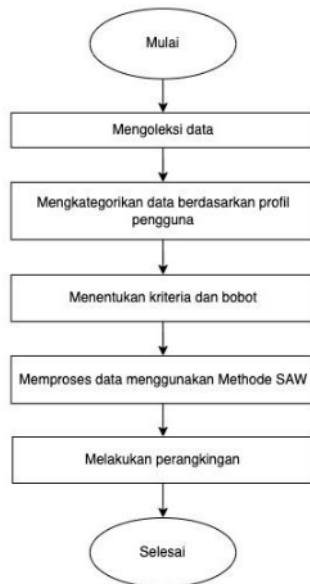 Mulai
Mengoleksi data
Mengkategorikan data berdasarkan profil
pengguna
Menentukan kriteria dan bobot
Memproses data menggunakan Methode SAW
Melakukan perangkingan
Selesai